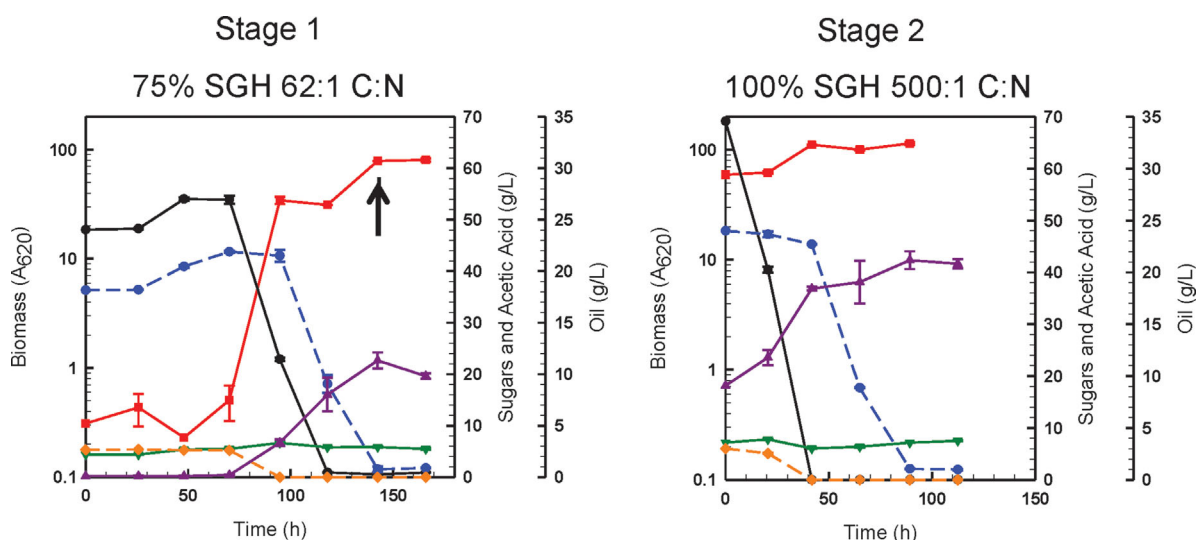 Stage 1
75% SGH 62:1 C:N
100
10
1
0.1
Biomass (A620)
0 50 100 150
Time (h)
70
60
50
40
30
20
10
0
Sugars and Acetic Acid (g/L)
35
30
25
20
15
10
5
0
Oil (g/L)
Stage 2
100% SGH 500:1 C:N
100
10
1
0.1
Biomass (A620)
0 50 100 150
Time (h)
70
60
50
40
30
20
10
0
Sugars and Acetic Acid (g/L)
35
30
25
20
15
10
5
0
Oil (g/L)